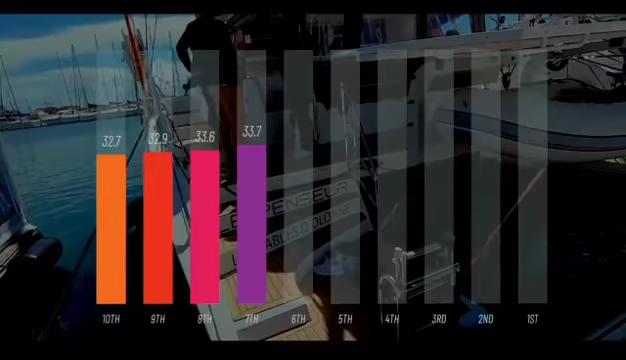 32.7
32.9
33.6
33.7
10TH
9TH
8TH
7TH
6TH
5TH
4TH
3RD
2ND
1ST